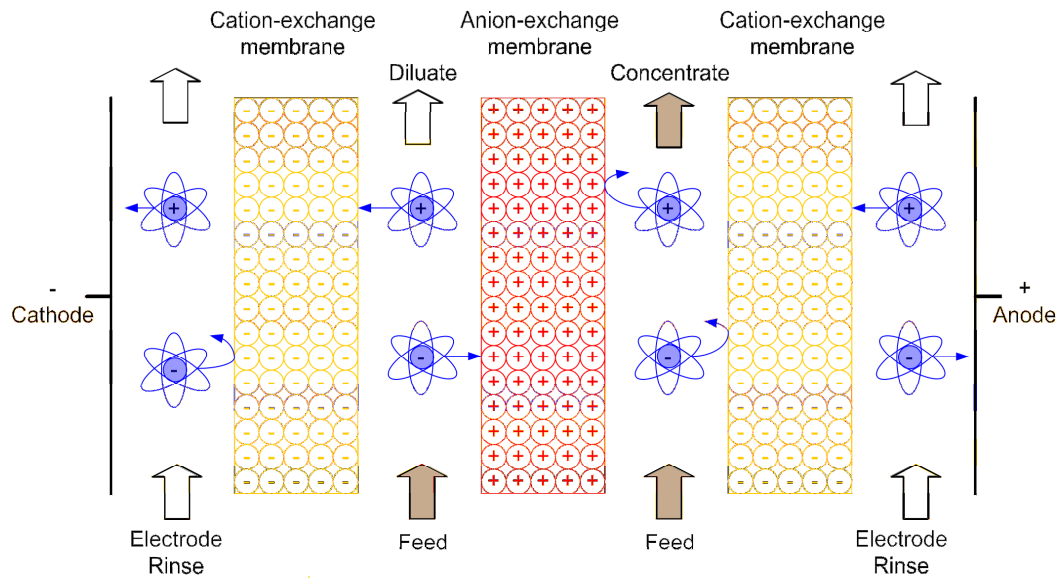 Cation-exchange
membrane
Anion-exchange
membrane
Cation-exchange
membrane
Diluate
Concentrate
-
Cathode
+
Anode
Electrode
Rinse
Feed
Feed
Electrode
Rinse